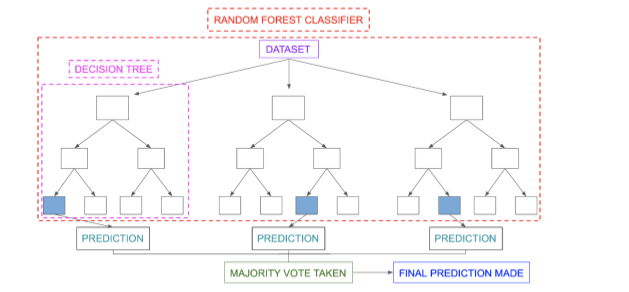 RANDOM FOREST CLASSIFIER
DATASET
DECISION TREE
PREDICTION
PREDICTION
PREDICTION
MAJORITY VOTE TAKEN
FINAL PREDICTION MADE